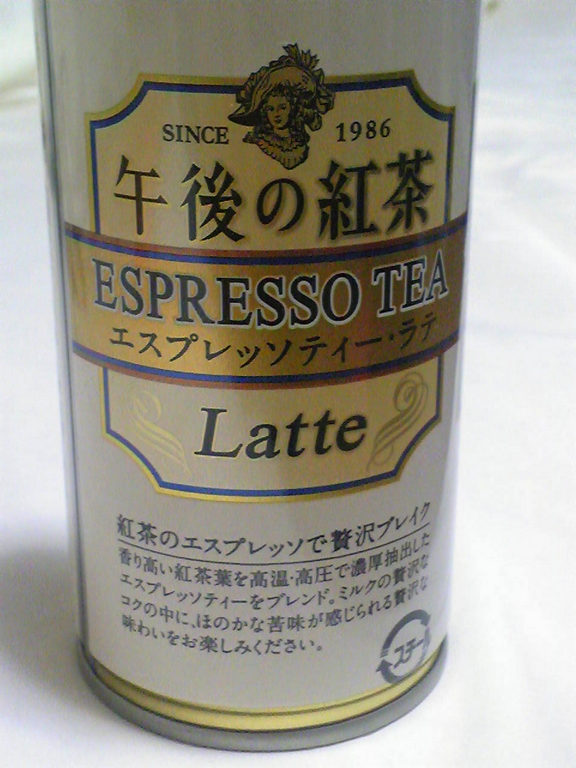 SINCE 1986
午後の紅茶
ESPRESSO TEA
エスプレッソティー・ラテ
Latte
紅茶のエスプレッソで贅沢ブレイク
香り高い紅茶葉を高温・高圧で濃厚抽出した
エスプレッソティーをブレンド。ミルクの贅沢な
コクの中に、ほのかな苦味が感じられる贅沢な
味わいをお楽しみください。
スチール